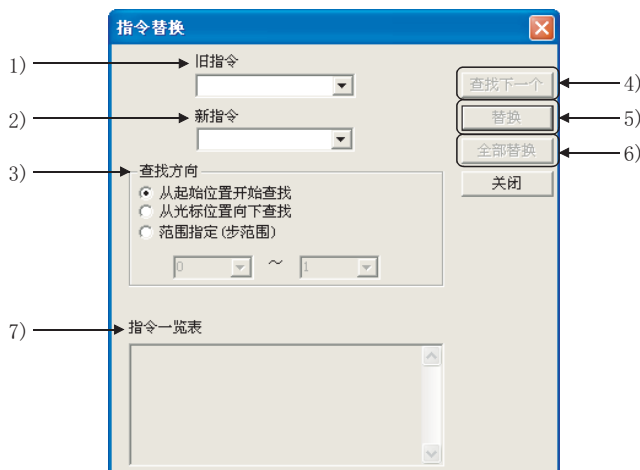 指令替换
1)
旧指令
查找下一个
4)
2)
新指令
替换
5)
全部替换
6)
3)
查找方向
关闭
从起始位置开始查找
从光标位置向下查找
范围指定(步范围)
0 ~ 1
7)
指令一览表